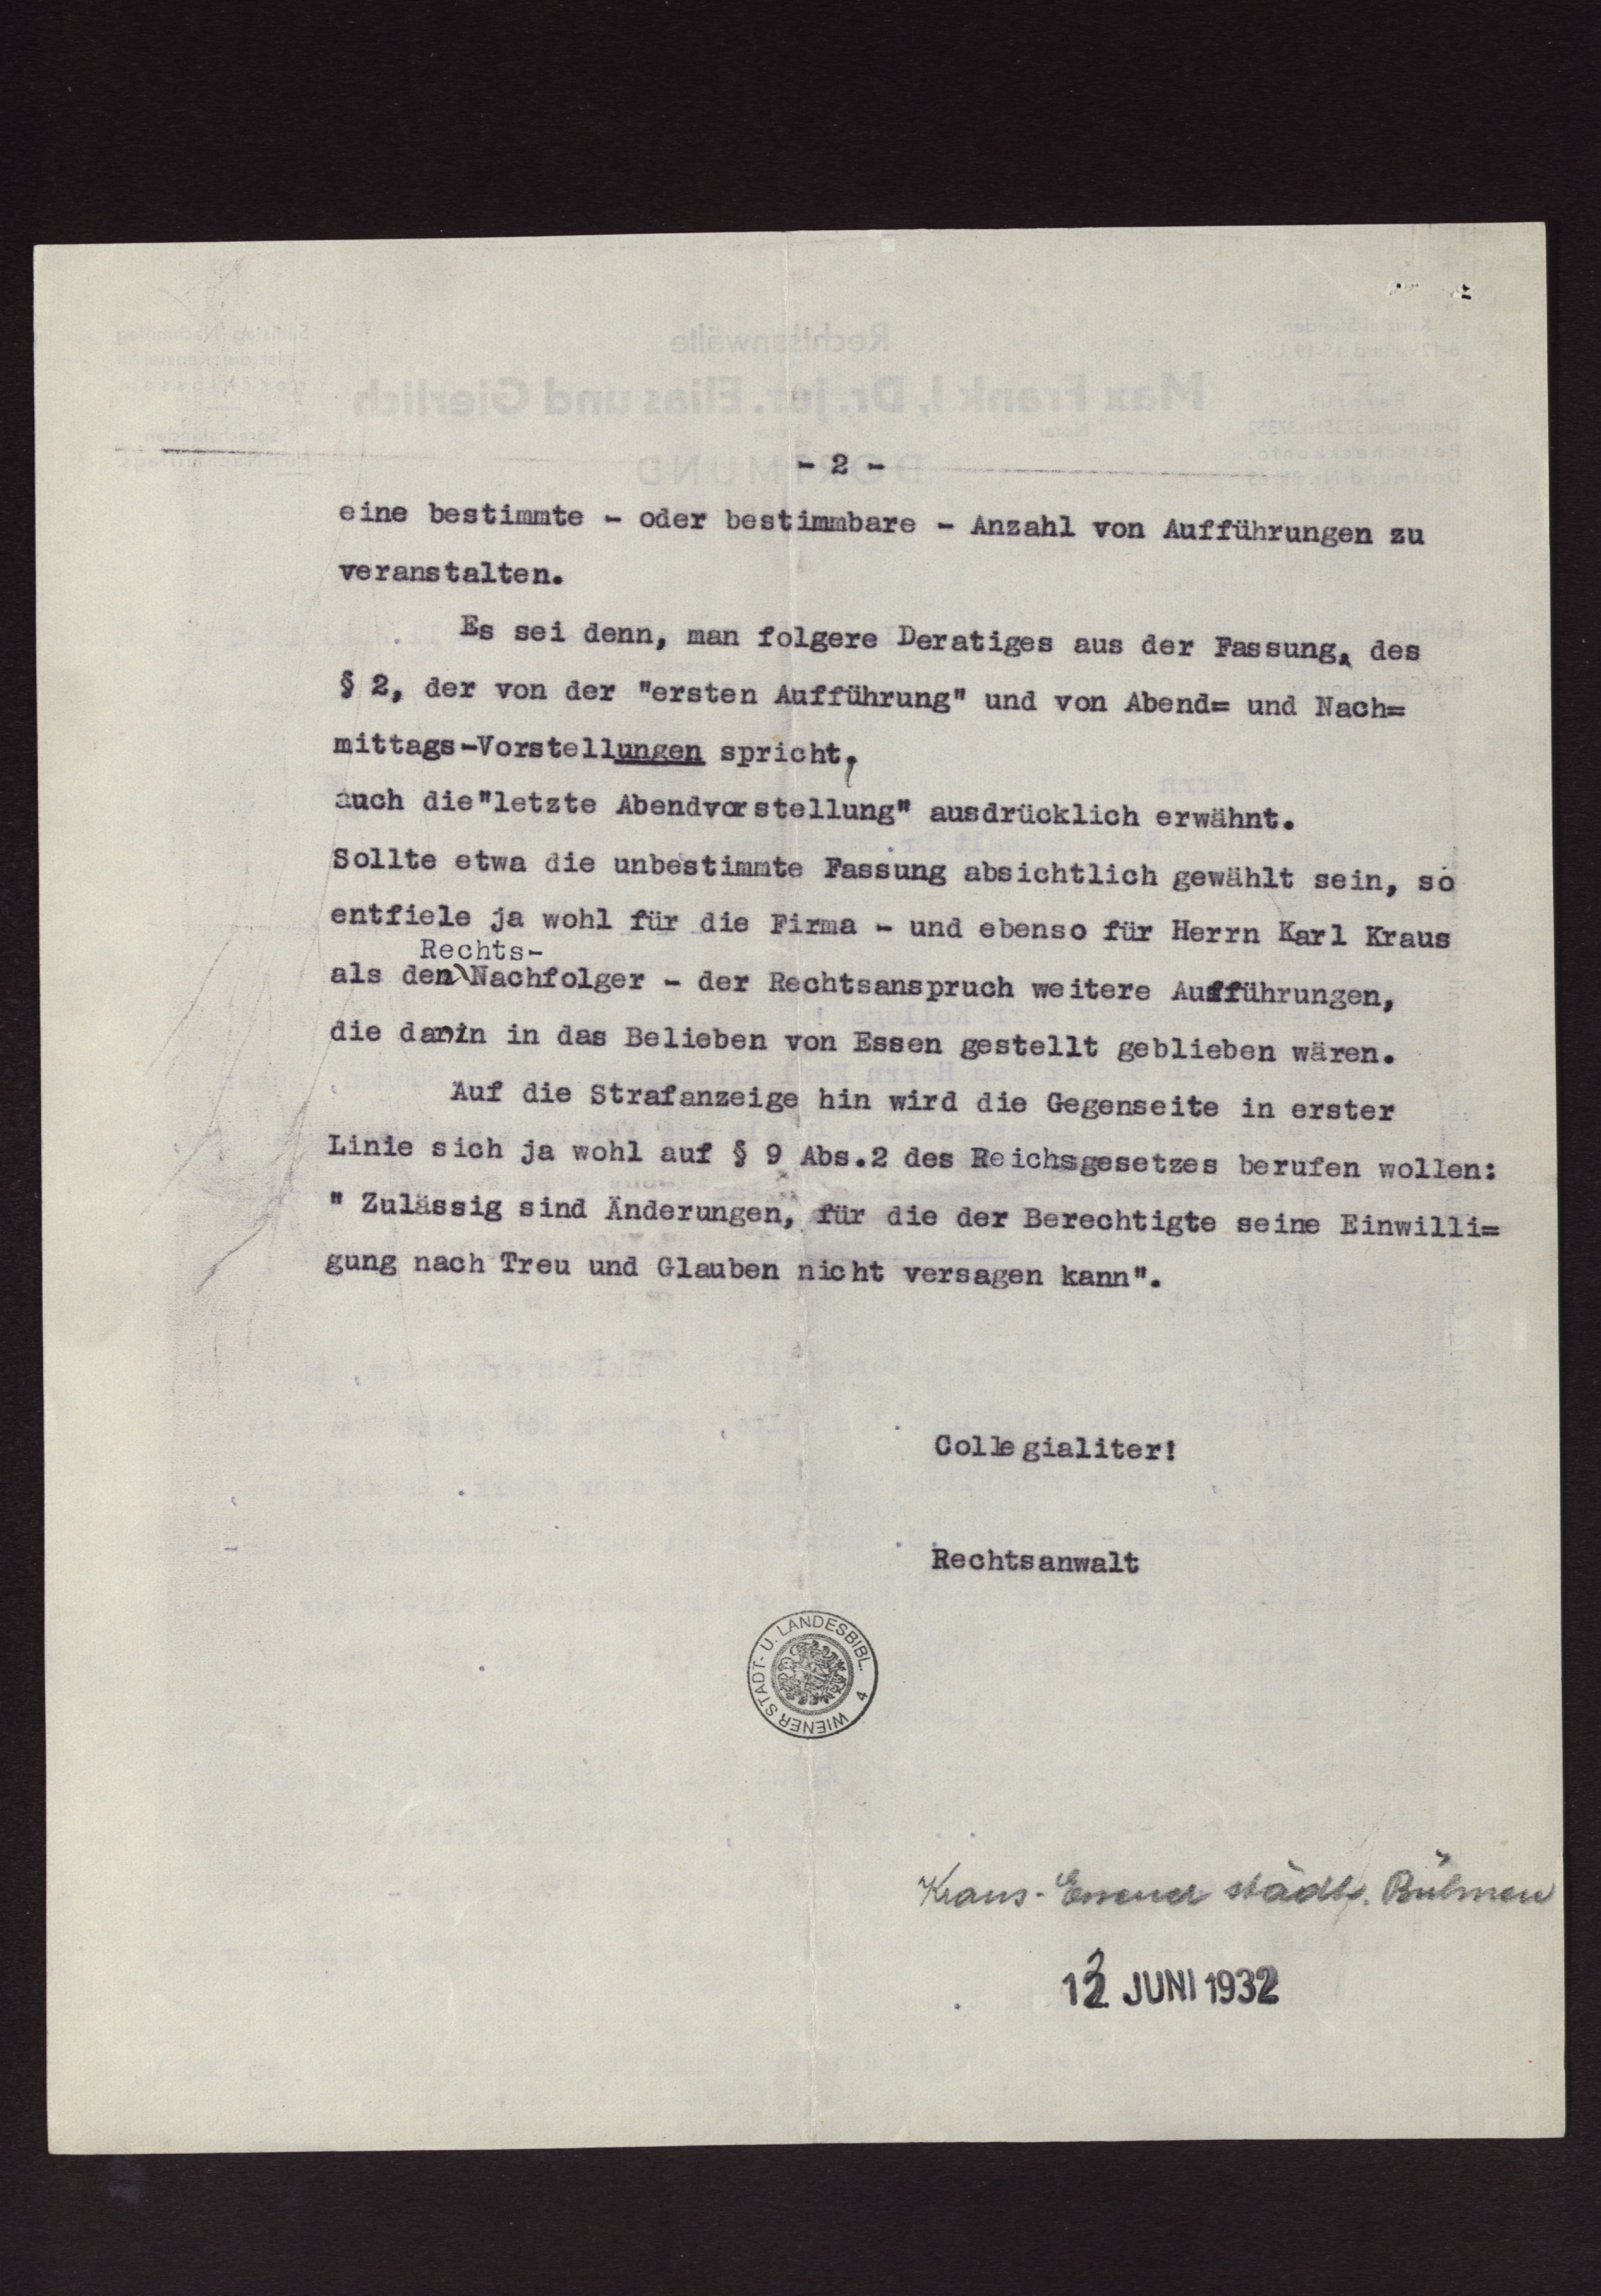 - 2 -
eine bestimmte - oder bestimmbare - Anzahl von Aufführungen zu
veranstalten.
Es sei denn, man folgere Deratiges aus der Fassung, des
§ 2, der von der "ersten Aufführung" und von Abend= und Nach=
mittags-Vorstellungen spricht,
auch die "letzte Abendvorstellung" ausdrücklich erwähnt.
Sollte etwa die unbestimmte Fassung absichtlich gewählt sein, so
entfiele ja wohl für die Firma - und ebenso für Herrn Karl Kraus
Rechts-
als den Nachfolger - der Rechtsanspruch weitere Aufführungen,
die darin in das Belieben von Essen gestellt geblieben wären.
Auf die Strafanzeige hin wird die Gegenseite in erster
Linie sich ja wohl auf § 9 Abs.2 des Reichsgesetzes berufen wollen:
" Zulässig sind Änderungen, für die der Berechtigte seine Einwilli=
gung nach Treu und Glauben nicht versagen kann".
Collegialiter!
Rechtsanwalt
WIENER STADT- U. LANDESBIBL. 4
Kraus - Essener städt. Bühnen
12 JUNI 1932